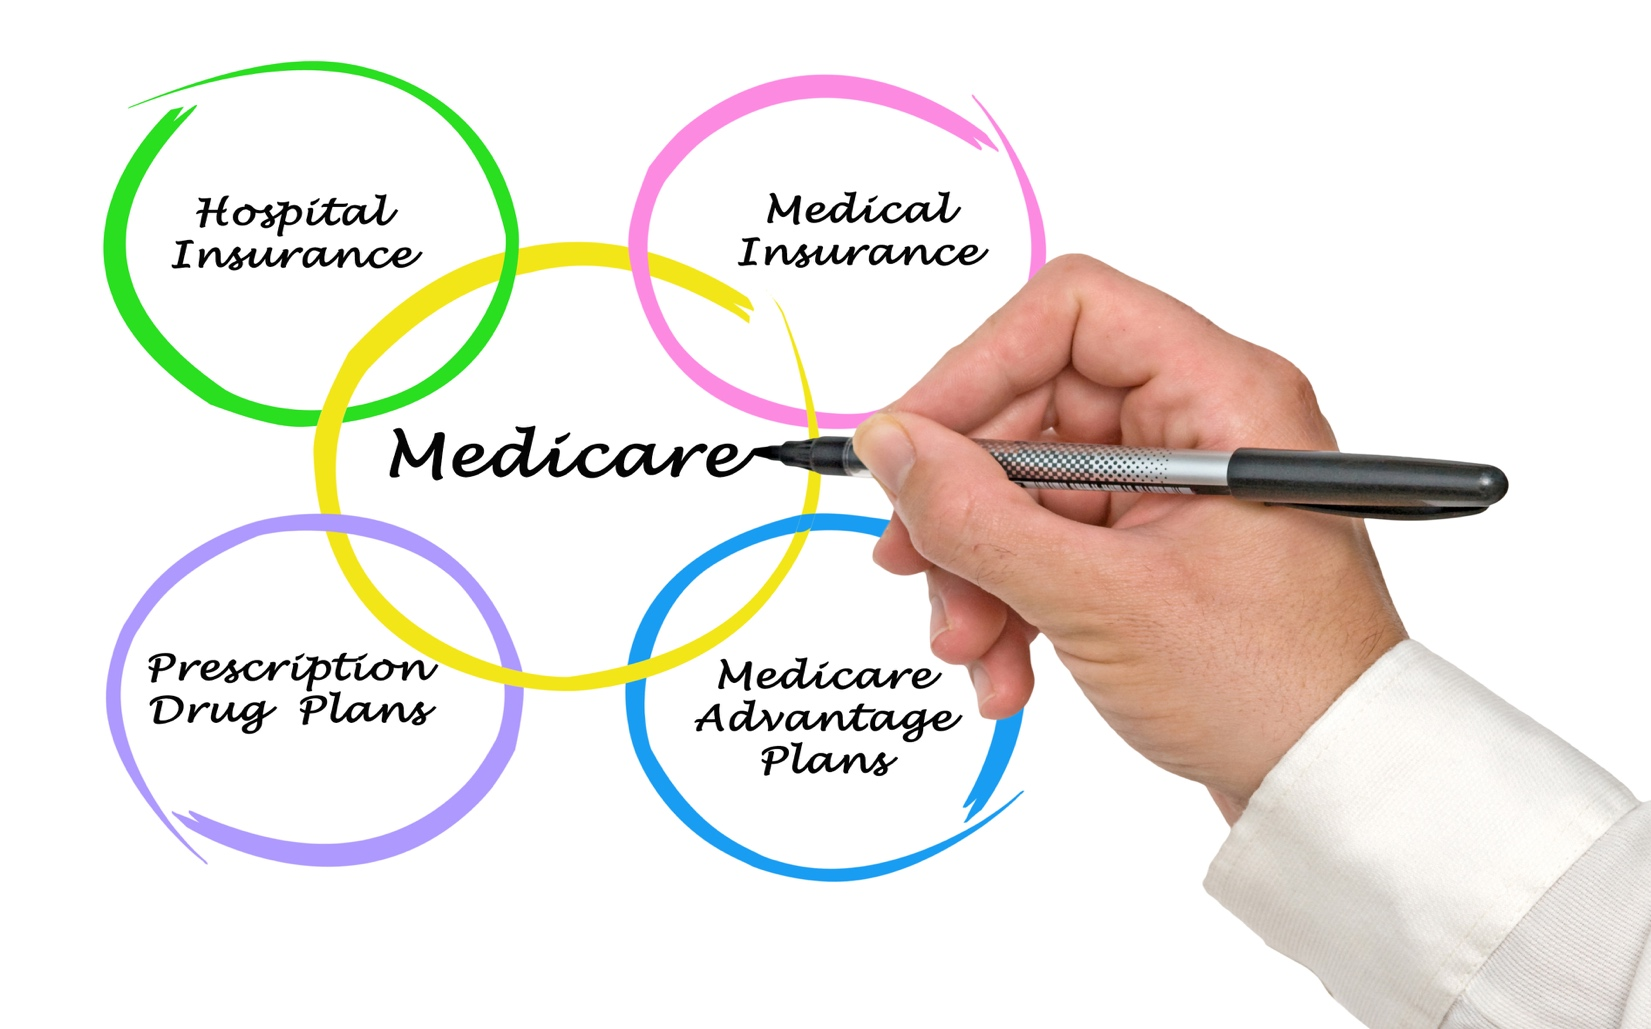 Hospital
Insurance
Medical
Insurance
Medicare
Prescription
Drug Plans
Medicare
Advantage
Plans